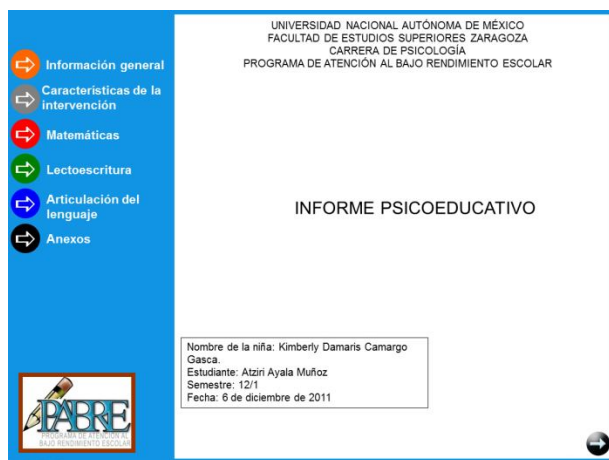 UNIVERSIDAD NACIONAL AUTÓNOMA DE MÉXICO
FACULTAD DE ESTUDIOS SUPERIORES ZARAGOZA
CARRERA DE PSICOLOGÍA
PROGRAMA DE ATENCIÓN AL BAJO RENDIMIENTO ESCOLAR
Información general
Características de la
intervención
Matemáticas
Lectoescritura
Articulación del
lenguaje
Anexos
INFORME PSICOEDUCATIVO
Nombre de la niña: Kimberly Damaris Camargo
Gasca.
Estudiante: Atziri Ayala Muñoz
Semestre: 12/1
Fecha: 6 de diciembre de 2011
PABRE
PROGRAMA DE ATENCIÓN AL
BAJO RENDIMIENTO ESCOLAR